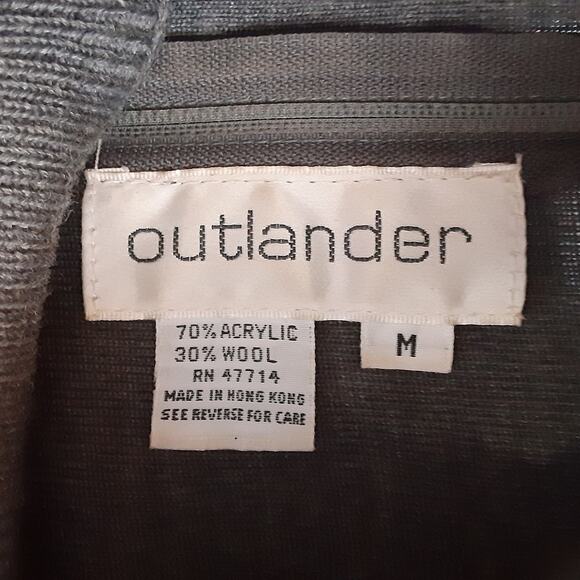 outlander
70% ACRYLIC
30% WOOL
RN 47714
MADE IN HONG KONG
SEE REVERSE FOR CARE
M